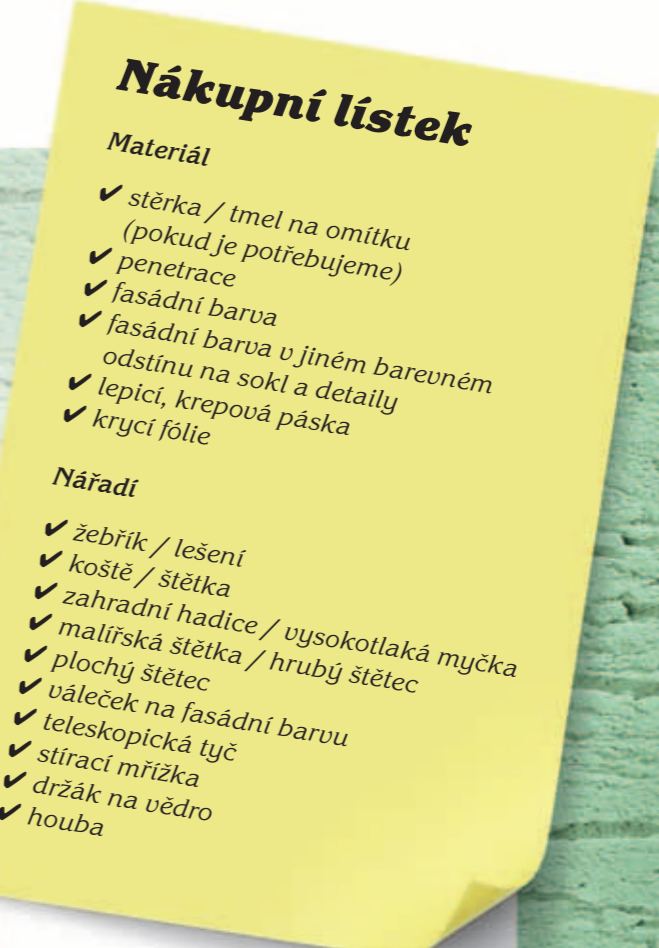 Nákupní lístek
Materiál
✔ stěrka / tmel na omítku
(pokud je potřebujeme)
✔ penetrace
✔ fasádní barva
✔ fasádní barva v jiném barevném
odstínu na sokl a detaily
✔ lepicí, krepová páska
✔ krycí fólie
Nářadí
✔ žebřík / lešení
✔ koště / štětka
✔ zahradní hadice / vysokotlaká myčka
✔ malířská štětka / hrubý štětec
✔ plochý štětec
✔ váleček na fasádní barvu
✔ teleskopická tyč
✔ stírací mřížka
✔ držák na vědro
✔ houba